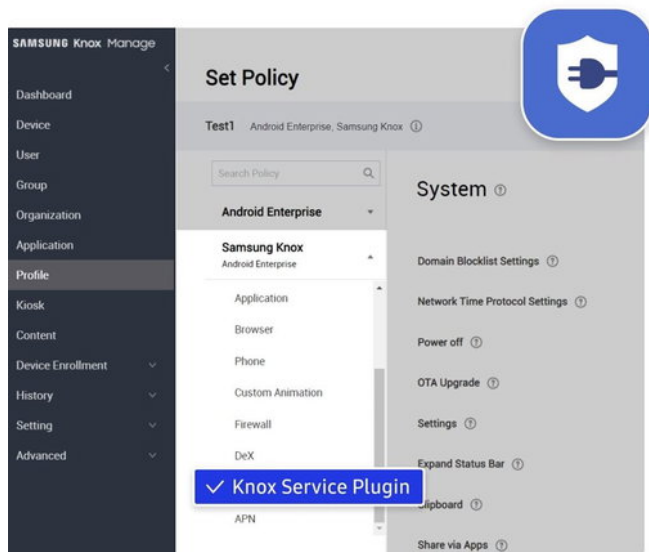 SAMSUNG Knox Manage
<
Dashboard
Device
User
Group
Organization
Application
Profile
Kiosk
Content
Device Enrollment
History
Setting
Advanced
Set Policy
Test1 Android Enterprise, Samsung Knox
Search Policy
Android Enterprise
Samsung Knox
Android Enterprise
Application
Browser
Phone
Custom Animation
Firewall
DeX
✓ Knox Service Plugin
APN
System ?
Domain Blocklist Settings ?
Network Time Protocol Settings ?
Power off ?
OTA Upgrade ?
Settings ?
Expand Status Bar ?
Clipboard ?
Share via Apps ?